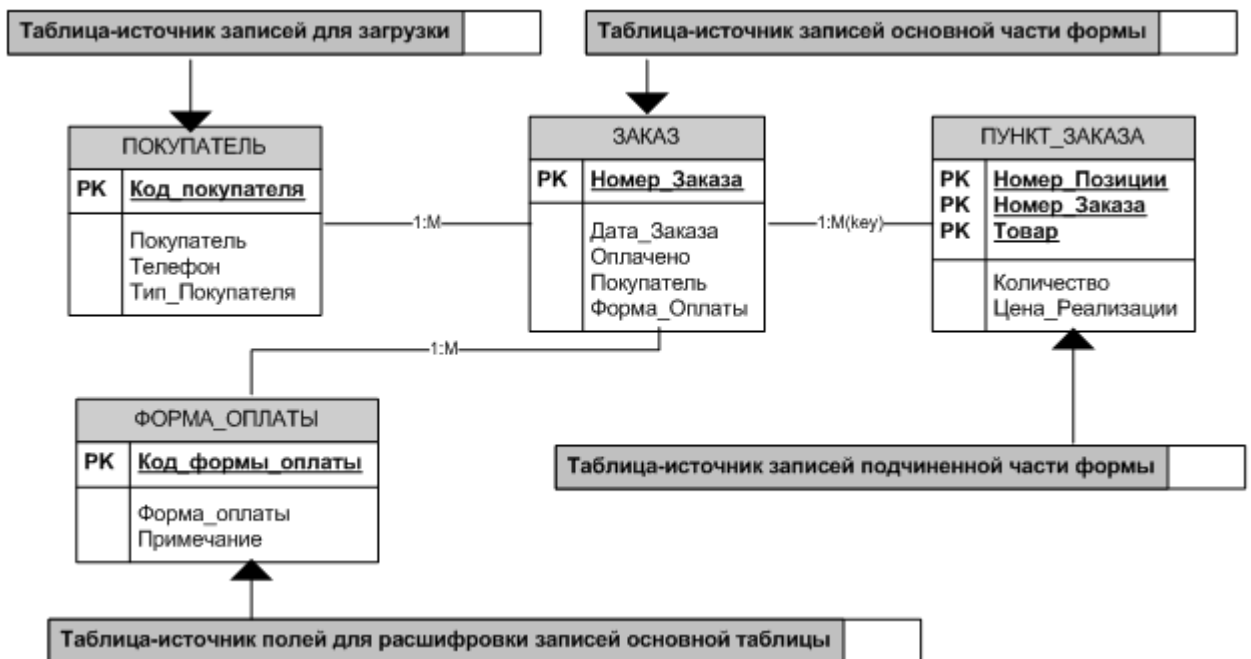 Таблица-источник записей для загрузки
Таблица-источник записей основной части формы
ПОКУПАТЕЛЬ
PK Код_покупателя
Покупатель
Телефон
Тип_Покупателя
1:M
ЗАКАЗ
PK Номер_Заказа
Дата_Заказа
Оплачено
Покупатель
Форма_Оплаты
1:M(key)
ПУНКТ_ЗАКАЗА
PK Номер_Позиции
PK Номер_Заказа
PK Товар
Количество
Цена_Реализации
1:M
ФОРМА_ОПЛАТЫ
PK Код_формы_оплаты
Форма_оплаты
Примечание
Таблица-источник записей подчиненной части формы
Таблица-источник полей для расшифровки записей основной таблицы